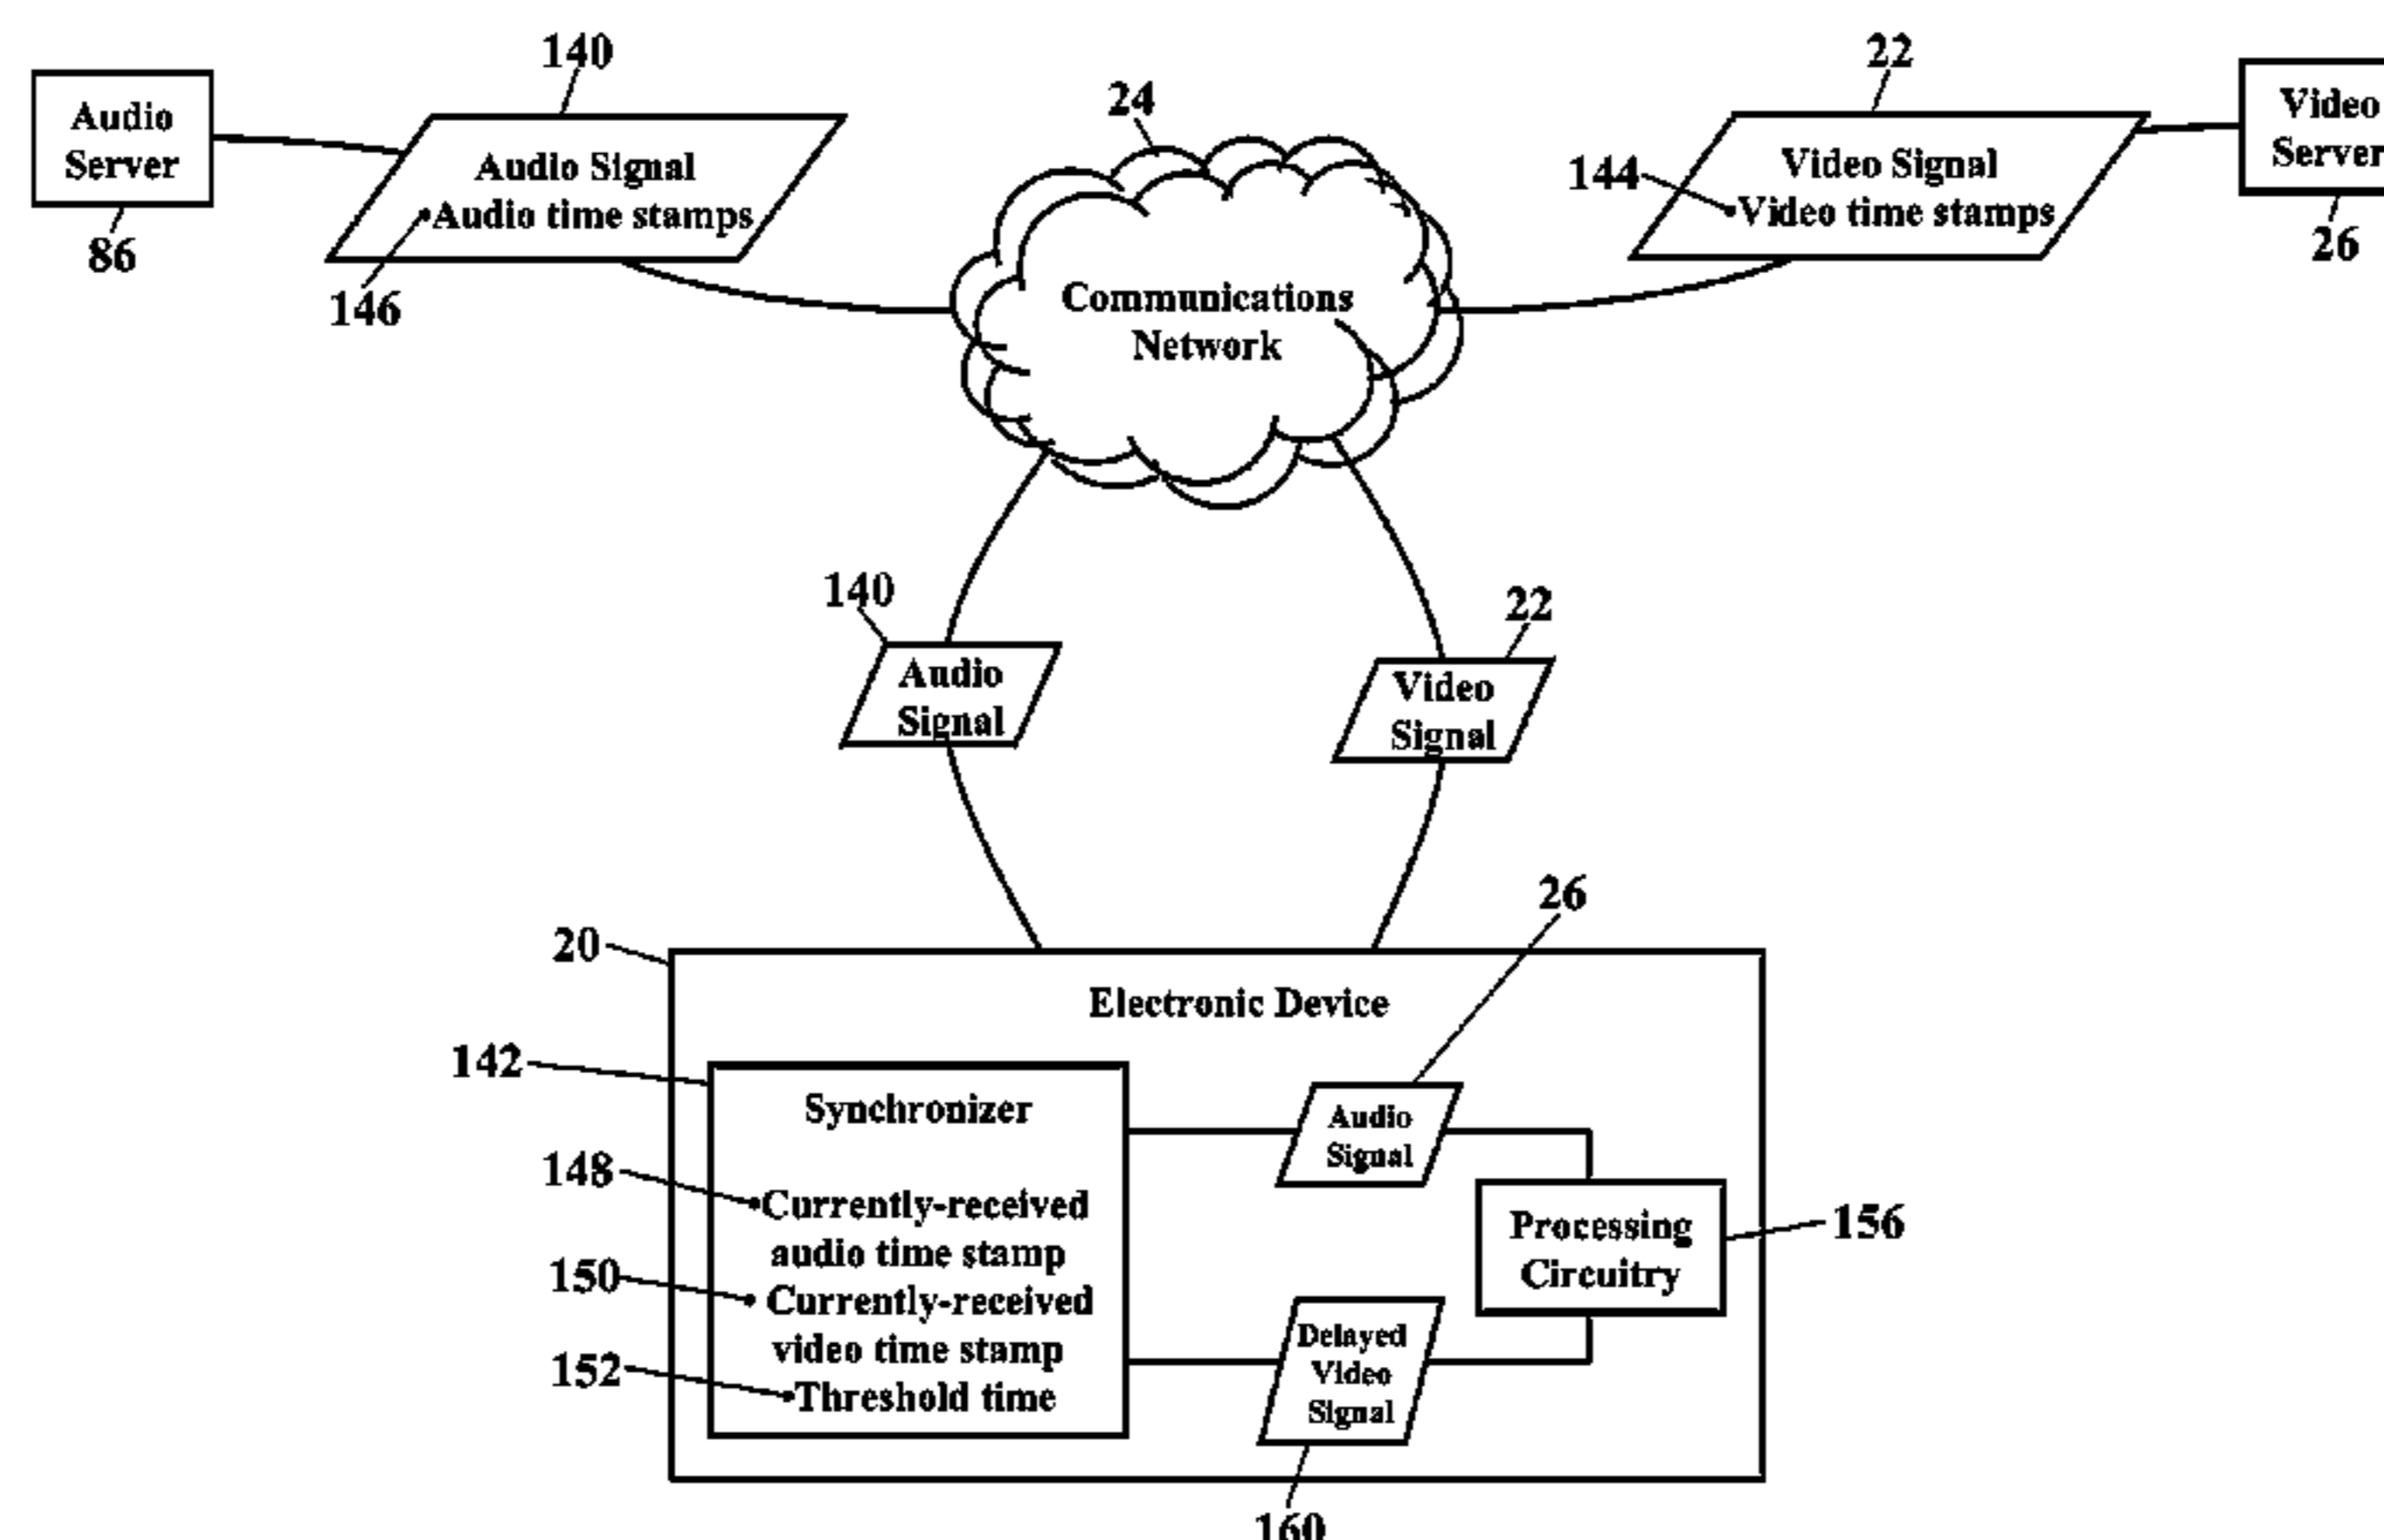 140
22
Audio
Server
86
Audio Signal
•Audio time stamps
146
24
Communications
Network
144
Video Signal
•Video time stamps
Video
Server
26
140
Audio
Signal
22
Video
Signal
26
20
Electronic Device
142
Synchronizer
148
•Currently-received
audio time stamp
150
• Currently-received
video time stamp
152
•Threshold time
Audio
Signal
Processing
Circuitry
156
Delayed
Video
Signal
160